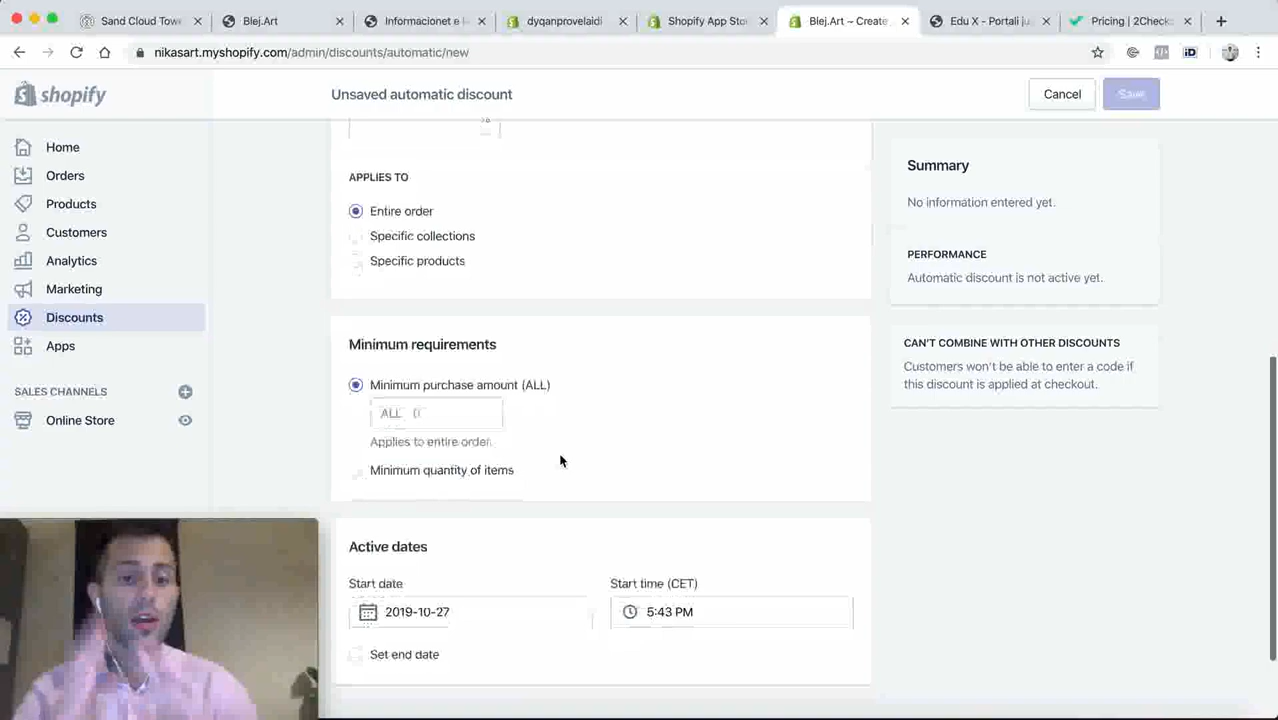 Sand Cloud Tow
Blej.Art
Informacionet e
dyqanprovelaidi
Shopify App Sto
Blej.Art ~ Create
Edu X - Portali ju
Pricing | 2Check
nikasart.myshopify.com/admin/discounts/automatic/new
iD
shopify
Unsaved automatic discount
Cancel
Save
Home
Orders
Products
Customers
Analytics
Marketing
Discounts
Apps
SALES CHANNELS
Online Store
%
APPLIES TO
Entire order
Specific collections
Specific products
Minimum requirements
Minimum purchase amount (ALL)
ALL
Applies to entire order.
Minimum quantity of items
Active dates
Start date
Start time (CET)
2019-10-27
5:43 PM
Set end date
Summary
No information entered yet.
PERFORMANCE
Automatic discount is not active yet.
CAN'T COMBINE WITH OTHER DISCOUNTS
Customers won't be able to enter a code if
this discount is applied at checkout.